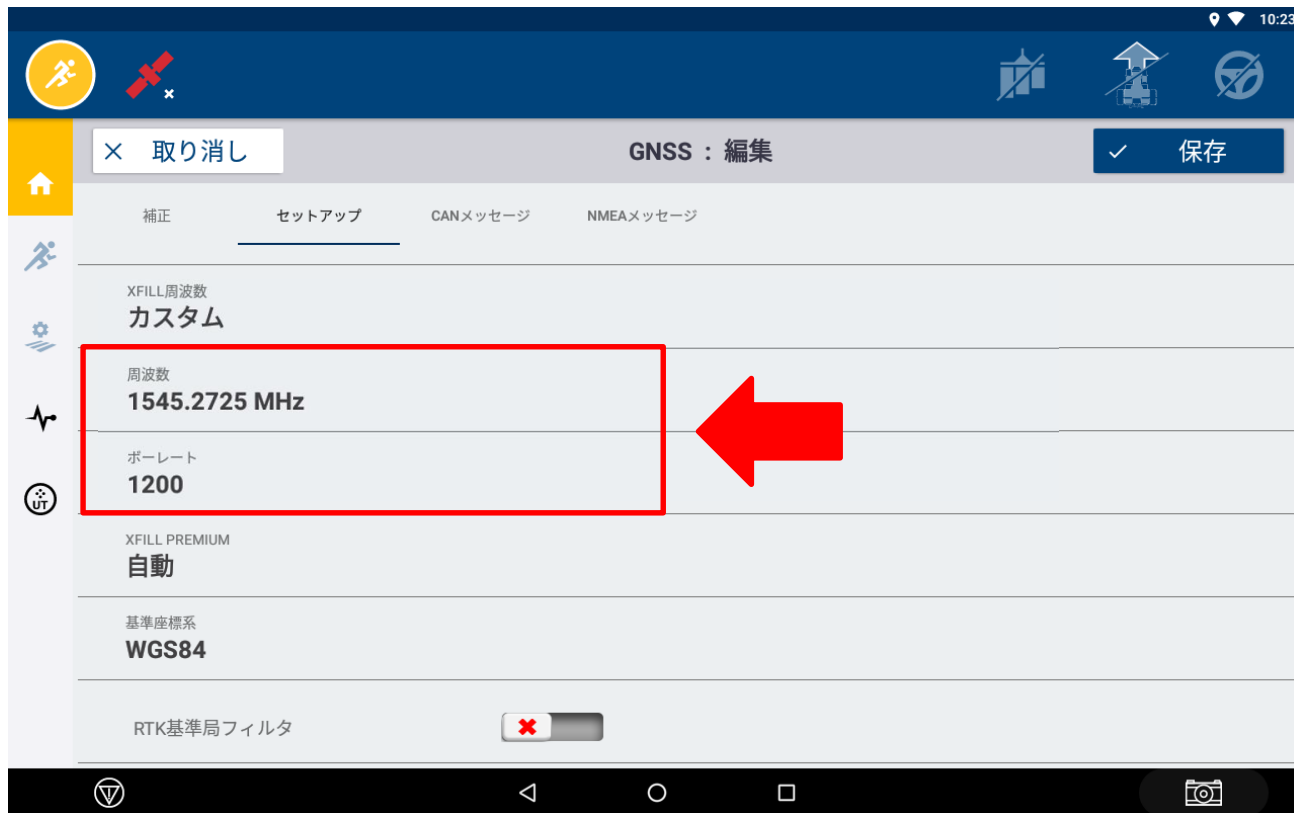 10:23
× 取り消し
GNSS : 編集
保存
補正
セットアップ
CANメッセージ
NMEAメッセージ
XFILL周波数
カスタム
周波数
1545.2725 MHz
ボーレート
1200
UT
XFILL PREMIUM
自動
基準座標系
WGS84
RTK基準局フィルタ